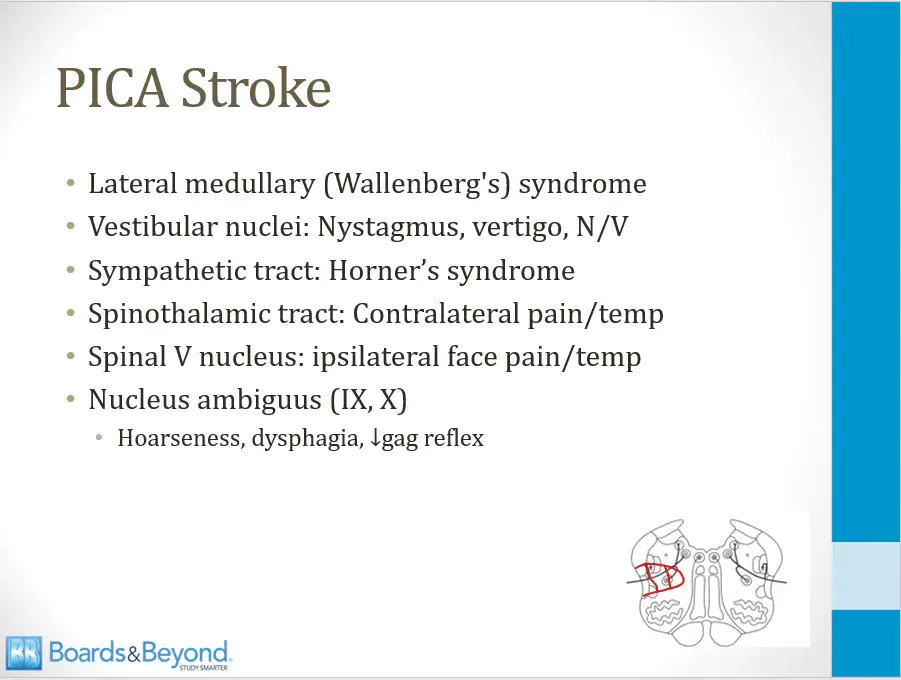 PICA Stroke
• Lateral medullary (Wallenberg's) syndrome
• Vestibular nuclei: Nystagmus, vertigo, N/V
• Sympathetic tract: Horner’s syndrome
• Spinothalamic tract: Contralateral pain/temp
• Spinal V nucleus: ipsilateral face pain/temp
• Nucleus ambiguus (IX, X)
• Hoarseness, dysphagia, ↓gag reflex
BB Boards&Beyond.
STUDY SMARTER